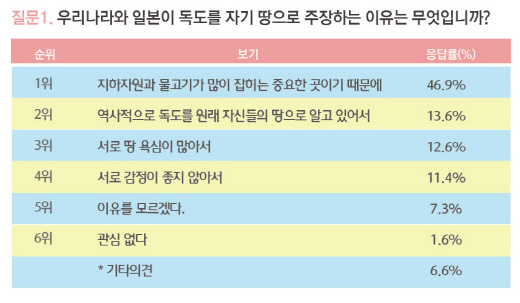 질문1. 우리나라와 일본이 독도를 자기 땅으로 주장하는 이유는 무엇입니까?
순위 보기 응답률(%)
1위 지하자원과 물고기가 많이 잡히는 중요한 곳이기 때문에 46.9%
2위 역사적으로 독도를 원래 자신들의 땅으로 알고 있어서 13.6%
3위 서로 땅 욕심이 많아서 12.6%
4위 서로 감정이 좋지 않아서 11.4%
5위 이유를 모르겠다. 7.3%
6위 관심 없다 1.6%
* 기타의견 6.6%